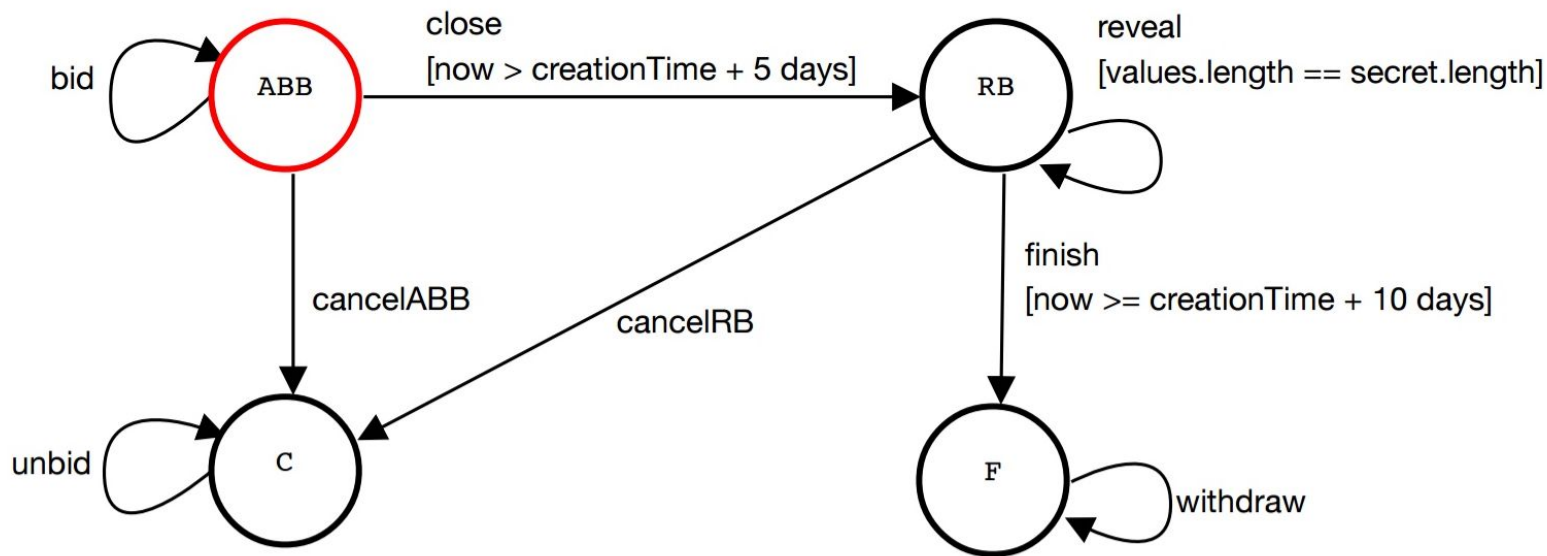 close
[now > creationTime + 5 days]
reveal
[values.length == secret.length]
bid
ABB
RB
finish
[now >= creationTime + 10 days]
cancelABB
cancelRB
unbid
C
F
withdraw